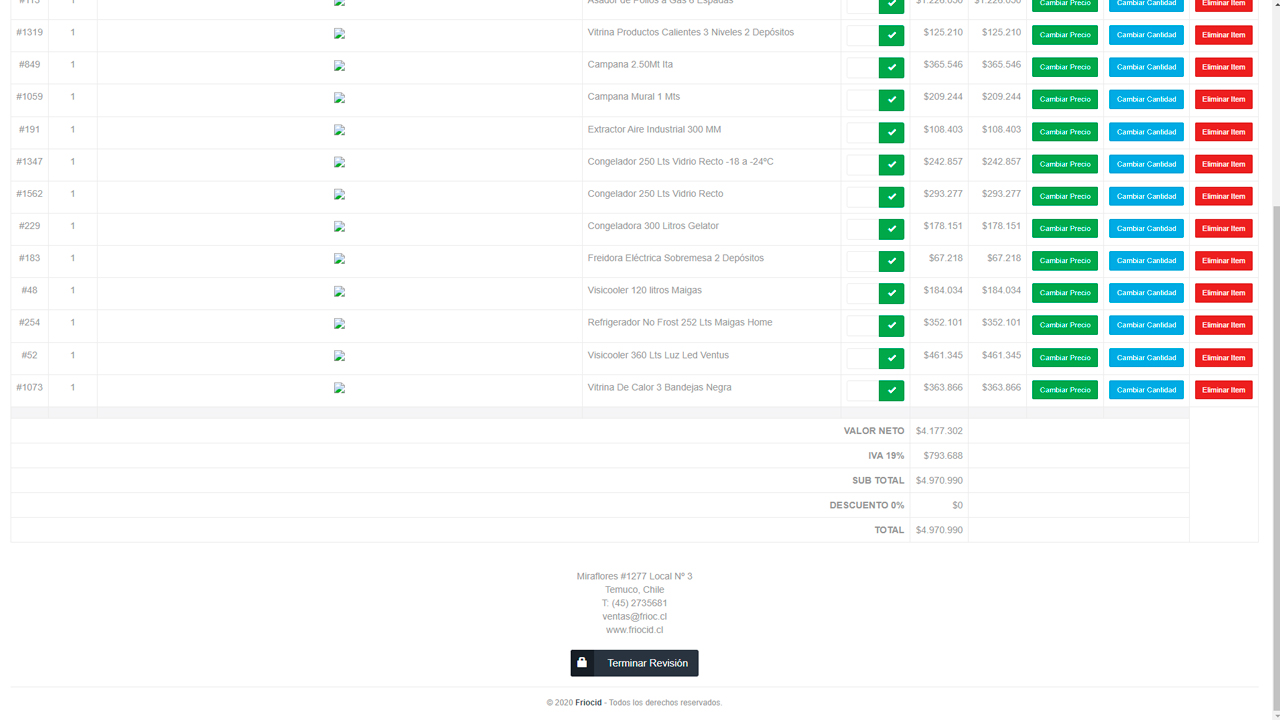 #113 1 Asador de Pollos a Gas 6 Espadas $1.226.050 $1.226.050 Cambiar Precio Cambiar Cantidad Eliminar Item
#1319 1 Vitrina Productos Calientes 3 Niveles 2 Depósitos $125.210 $125.210 Cambiar Precio Cambiar Cantidad Eliminar Item
#849 1 Campana 2.50Mt Ita $365.546 $365.546 Cambiar Precio Cambiar Cantidad Eliminar Item
#1059 1 Campana Mural 1 Mts $209.244 $209.244 Cambiar Precio Cambiar Cantidad Eliminar Item
#191 1 Extractor Aire Industrial 300 MM $108.403 $108.403 Cambiar Precio Cambiar Cantidad Eliminar Item
#1347 1 Congelador 250 Lts Vidrio Recto -18 a -24ºC $242.857 $242.857 Cambiar Precio Cambiar Cantidad Eliminar Item
#1562 1 Congelador 250 Lts Vidrio Recto $293.277 $293.277 Cambiar Precio Cambiar Cantidad Eliminar Item
#229 1 Congeladora 300 Litros Gelator $178.151 $178.151 Cambiar Precio Cambiar Cantidad Eliminar Item
#183 1 Freidora Eléctrica Sobremesa 2 Depósitos $67.218 $67.218 Cambiar Precio Cambiar Cantidad Eliminar Item
#48 1 Visicooler 120 litros Maigas $184.034 $184.034 Cambiar Precio Cambiar Cantidad Eliminar Item
#254 1 Refrigerador No Frost 252 Lts Maigas Home $352.101 $352.101 Cambiar Precio Cambiar Cantidad Eliminar Item
#52 1 Visicooler 360 Lts Luz Led Ventus $461.345 $461.345 Cambiar Precio Cambiar Cantidad Eliminar Item
#1073 1 Vitrina De Calor 3 Bandejas Negra $363.866 $363.866 Cambiar Precio Cambiar Cantidad Eliminar Item
VALOR NETO $4.177.302
IVA 19% $793.688
SUB TOTAL $4.970.990
DESCUENTO 0% $0
TOTAL $4.970.990
Miraflores #1277 Local Nº 3
Temuco, Chile
T: (45) 2735681
ventas@frioc.cl
www.friocid.cl
Terminar Revisión
© 2020 Friocid - Todos los derechos reservados.